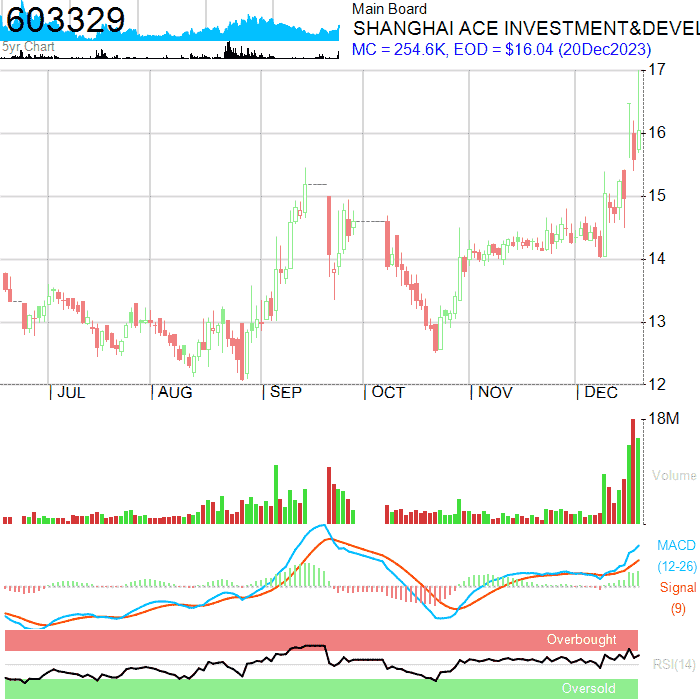 603329
5yr Chart
Main Board
SHANGHAI ACE INVESTMENT&DEVEL
MC = 254.6K, EOD = $16.04 (20Dec2023)
17
16
15
14
13
12
| JUL | AUG | SEP | OCT | NOV | DEC
18M
Volume
MACD
(12-26)
Signal
(9)
Overbought
RSI(14)
Oversold